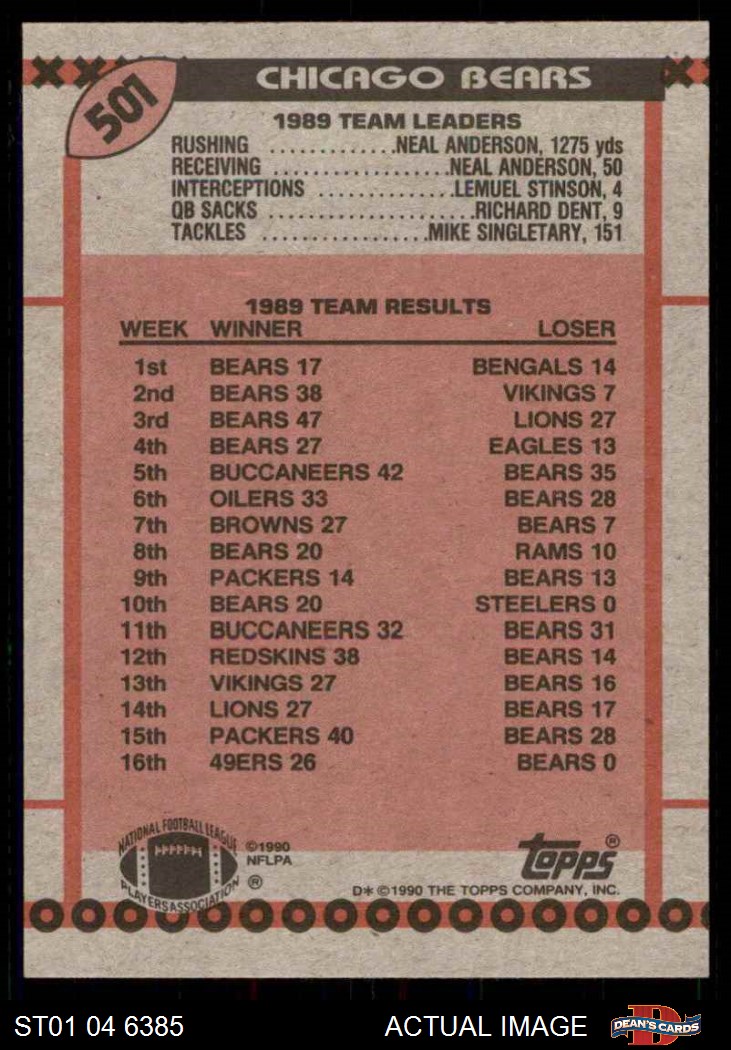 501
CHICAGO BEARS
1989 TEAM LEADERS
RUSHING .............NEAL ANDERSON, 1275 yds
RECEIVING ...................NEAL ANDERSON, 50
INTERCEPTIONS ..............LEMUEL STINSON, 4
QB SACKS .......................RICHARD DENT, 9
TACKLES ..................MIKE SINGLETARY, 151
1989 TEAM RESULTS
WEEK WINNER LOSER
1st BEARS 17 BENGALS 14
2nd BEARS 38 VIKINGS 7
3rd BEARS 47 LIONS 27
4th BEARS 27 EAGLES 13
5th BUCCANEERS 42 BEARS 35
6th OILERS 33 BEARS 28
7th BROWNS 27 BEARS 7
8th BEARS 20 RAMS 10
9th PACKERS 14 BEARS 13
10th BEARS 20 STEELERS 0
11th BUCCANEERS 32 BEARS 31
12th REDSKINS 38 BEARS 14
13th VIKINGS 27 BEARS 16
14th LIONS 27 BEARS 17
15th PACKERS 40 BEARS 28
16th 49ERS 26 BEARS 0
NATIONAL FOOTBALL LEAGUE
PLAYERS ASSOCIATION
®
©1990
NFLPA
topps®
D* ©1990 THE TOPPS COMPANY, INC.
ST01 04 6385 ACTUAL IMAGE
D
DEAN'S CARDS